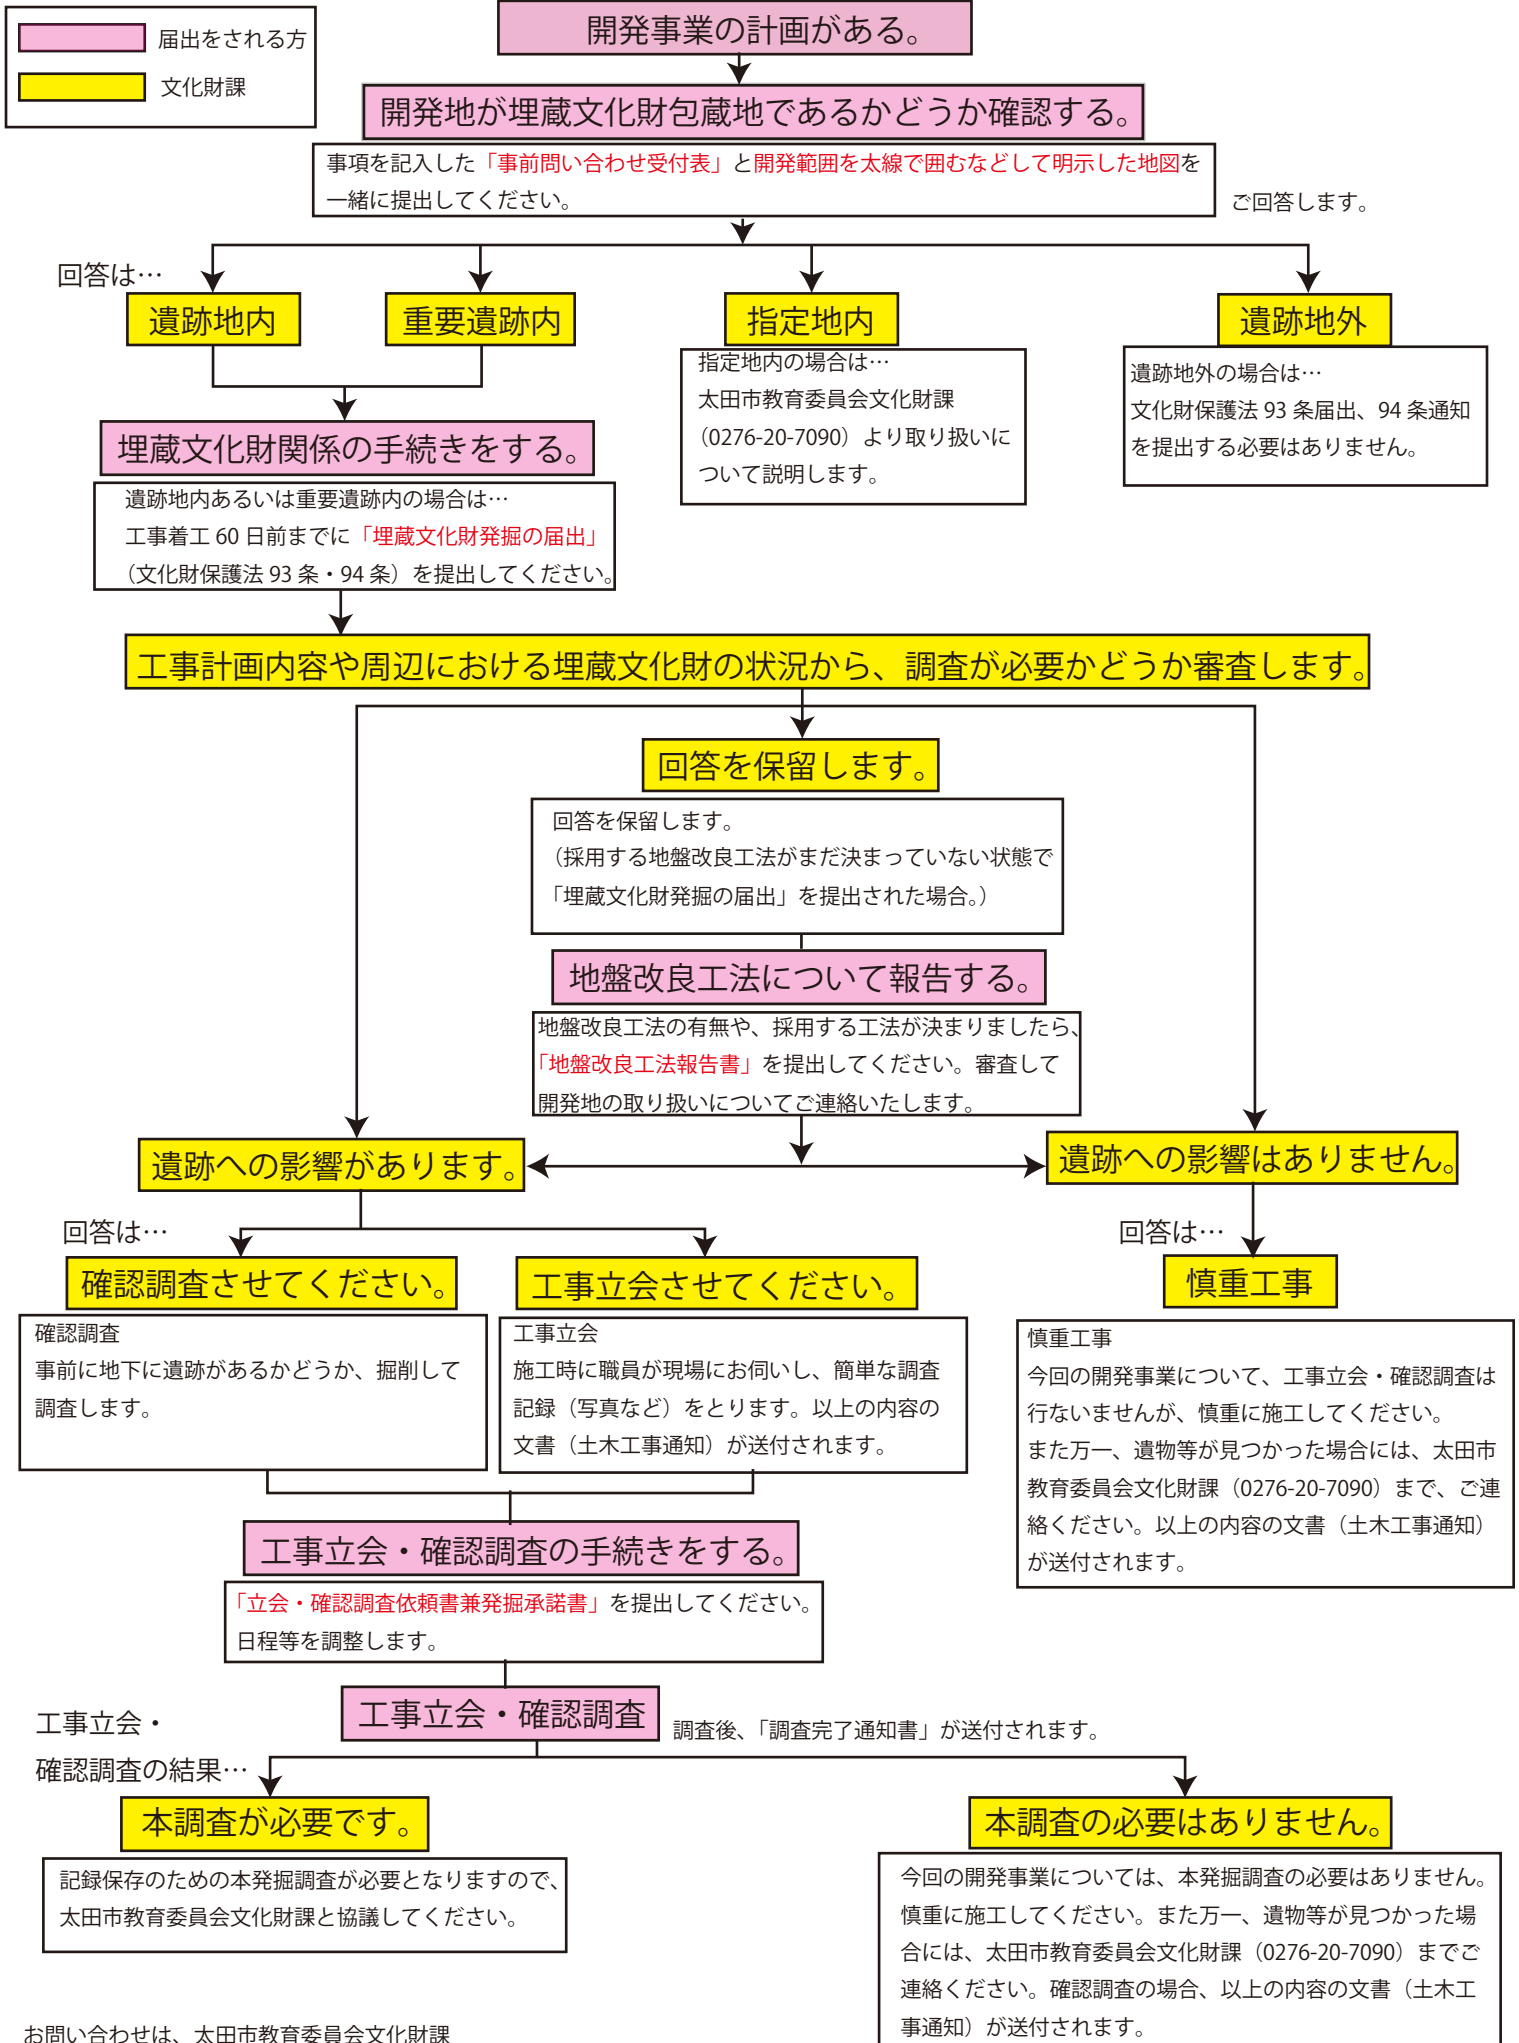 届出をされる方
文化財課
開発事業の計画がある。
開発地が埋蔵文化財包蔵地であるかどうか確認する。
事項を記入した「事前問い合わせ受付表」と開発範囲を太線で囲むなどして明示した地図を
一緒に提出してください。
ご回答します。
回答は…
遺跡地内
重要遺跡内
指定地内
遺跡地外
指定地内の場合は…
太田市教育委員会文化財課
（0276-20-7090）より取り扱いに
ついて説明します。
遺跡地外の場合は…
文化財保護法 93 条届出、94 条通知
を提出する必要はありません。
埋蔵文化財関係の手続きをする。
遺跡地内あるいは重要遺跡内の場合は…
工事着工 60 日前までに「埋蔵文化財発掘の届出」
（文化財保護法 93 条・94 条）を提出してください。
工事計画内容や周辺における埋蔵文化財の状況から、調査が必要かどうか審査します。
回答を保留します。
回答を保留します。
（採用する地盤改良工法がまだ決まっていない状態で
「埋蔵文化財発掘の届出」を提出された場合。）
地盤改良工法について報告する。
地盤改良工法の有無や、採用する工法が決まりましたら、
「地盤改良工法報告書」を提出してください。審査して
開発地の取り扱いについてご連絡いたします。
遺跡への影響があります。
遺跡への影響はありません。
回答は…
確認調査させてください。
工事立会させてください。
回答は…
慎重工事
確認調査
事前に地下に遺跡があるかどうか、掘削して
調査します。
工事立会
施工時に職員が現場にお伺いし、簡単な調査
記録（写真など）をとります。以上の内容の
文書（土木工事通知）が送付されます。
慎重工事
今回の開発事業について、工事立会・確認調査は
行ないませんが、慎重に施工してください。
また万一、遺物等が見つかった場合には、太田市
教育委員会文化財課（0276-20-7090）まで、ご連
絡ください。以上の内容の文書（土木工事通知）
が送付されます。
工事立会・確認調査の手続きをする。
「立会・確認調査依頼書兼発掘承諾書」を提出してください。
日程等を調整します。
工事立会・確認調査
調査後、「調査完了通知書」が送付されます。
工事立会・
確認調査の結果…
本調査が必要です。
本調査の必要はありません。
記録保存のための本発掘調査が必要となりますので、
太田市教育委員会文化財課と協議してください。
今回の開発事業については、本発掘調査の必要はありません。
慎重に施工してください。また万一、遺物等が見つかった場
合には、太田市教育委員会文化財課（0276-20-7090）までご
連絡ください。確認調査の場合、以上の内容の文書（土木工
事通知）が送付されます。
お問い合わせは、太田市教育委員会文化財課